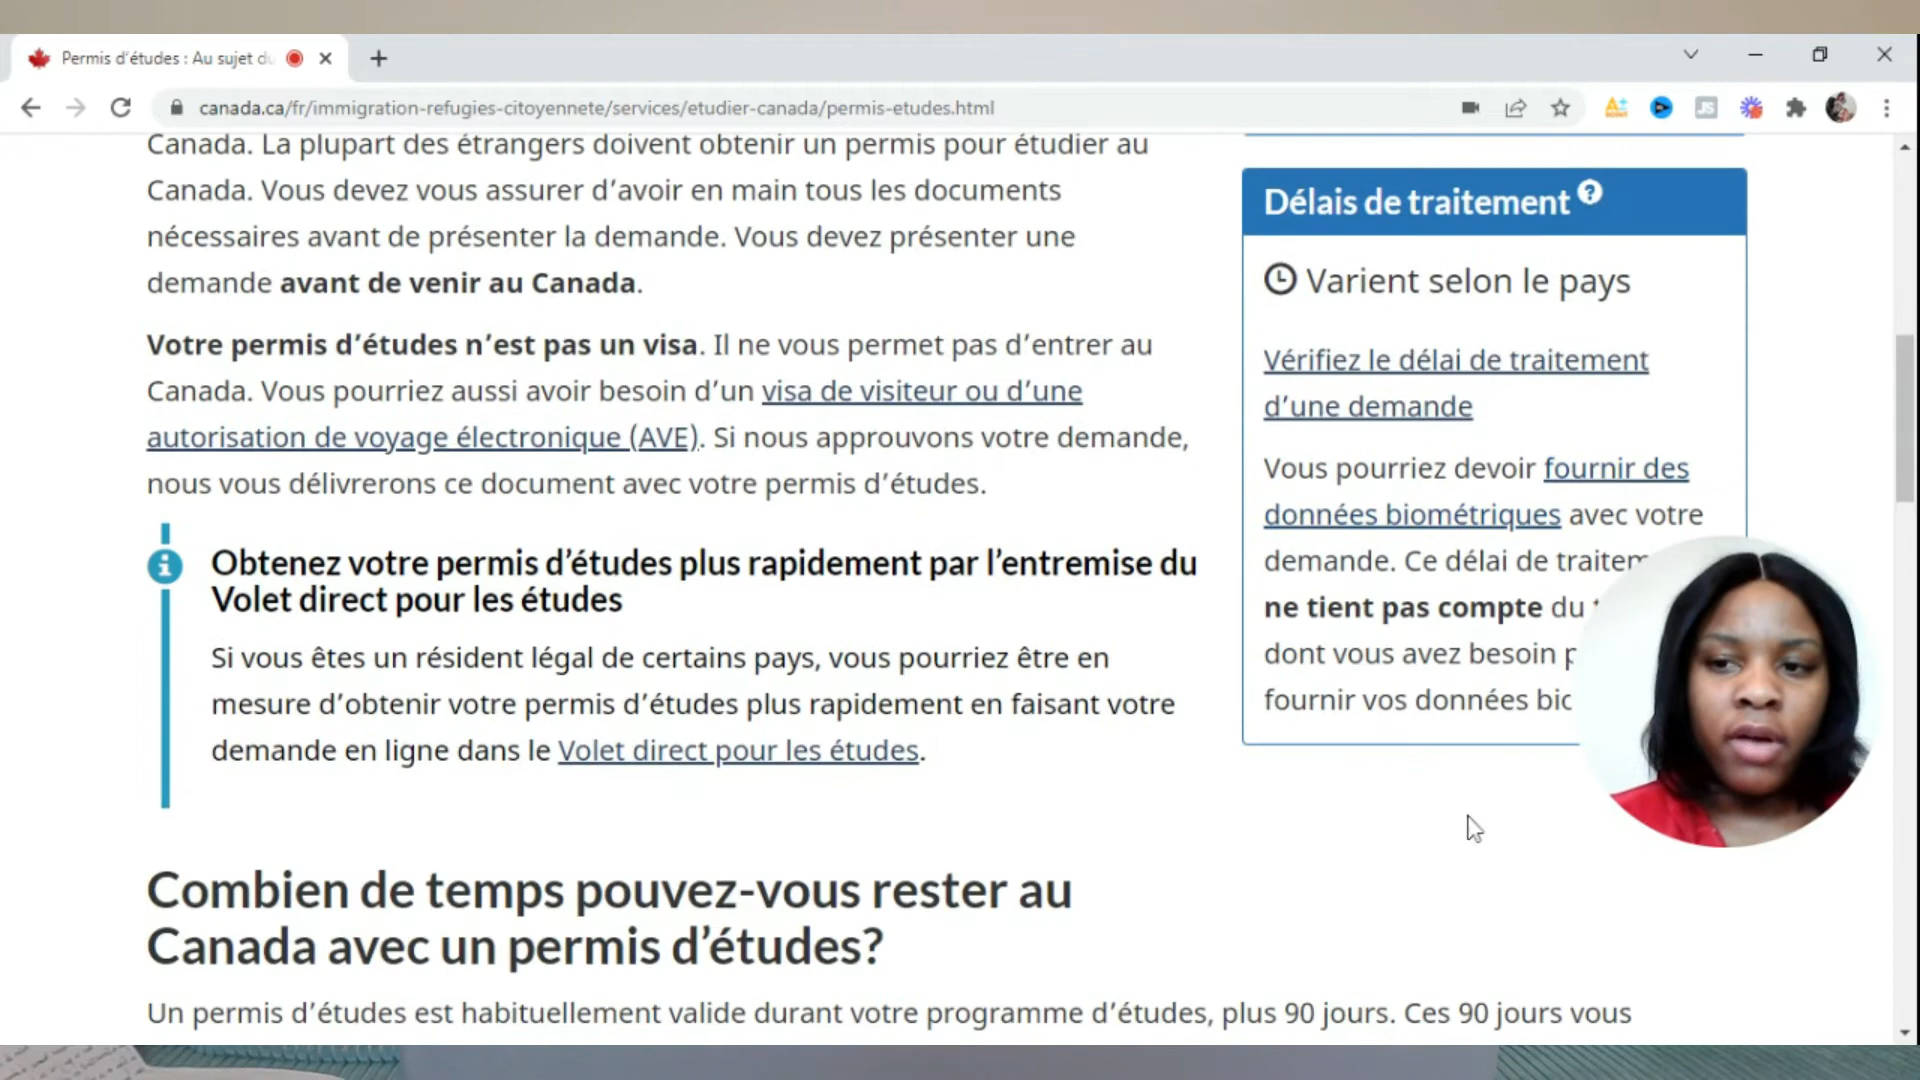 Permis d'études : Au sujet du
canada.ca/fr/immigration-refugies-citoyennete/services/etudier-canada/permis-etudes.html
Canada. La plupart des étrangers doivent obtenir un permis pour étudier au
Canada. Vous devez vous assurer d'avoir en main tous les documents
nécessaires avant de présenter la demande. Vous devez présenter une
demande avant de venir au Canada.
Votre permis d'études n'est pas un visa. Il ne vous permet pas d'entrer au
Canada. Vous pourriez aussi avoir besoin d'un visa de visiteur ou d'une
autorisation de voyage électronique (AVE). Si nous approuvons votre demande,
nous vous délivrerons ce document avec votre permis d'études.
Obtenez votre permis d'études plus rapidement par l'entremise du
Volet direct pour les études
Si vous êtes un résident légal de certains pays, vous pourriez être en
mesure d'obtenir votre permis d'études plus rapidement en faisant votre
demande en ligne dans le Volet direct pour les études.
Combien de temps pouvez-vous rester au
Canada avec un permis d'études?
Un permis d'études est habituellement valide durant votre programme d'études, plus 90 jours. Ces 90 jours vous
Délais de traitement ?
Varient selon le pays
Vérifiez le délai de traitement
d'une demande
Vous pourriez devoir fournir des
données biométriques avec votre
demande. Ce délai de
ne tient pas compte du
dont vous avez besoin
fournir vos données